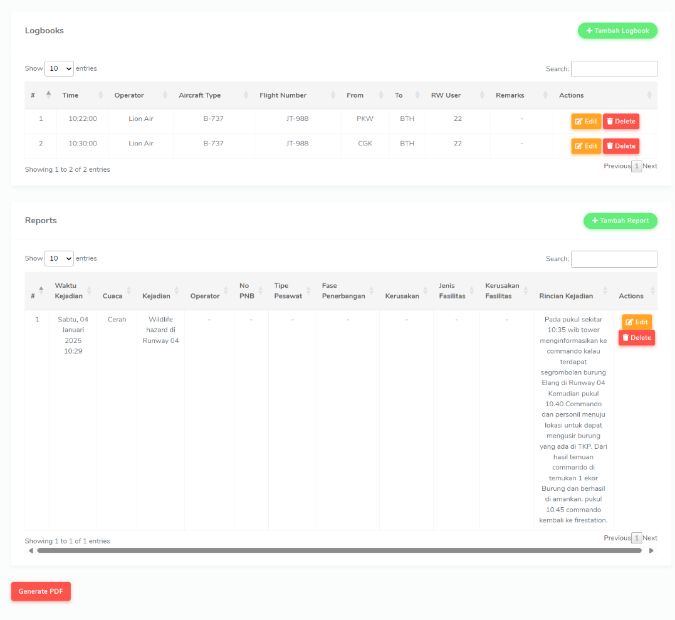 Logbooks
+ Tambah Logbook
Show 10 entries
Search:
# Time Operator Aircraft Type Flight Number From To RW User Remarks Actions
1 10:22:00 Lion Air B-737 JT-988 PKW BTH 22 - Edit Delete
2 10:30:00 Lion Air B-737 JT-988 CGK BTH 22 - Edit Delete
Showing 1 to 2 of 2 entries
Previous 1 Next
Reports
+ Tambah Report
Show 10 entries
Search:
# Waktu Kejadian Cuaca Kejadian Operator No PNB Tipe Pesawat Fase Penerbangan Kerusakan Jenis Fasilitas Kerusakan Fasilitas Rincian Kejadian Actions
1 Sabtu, 04 Januari 2025 10:29 Cerah Wildlife hazard di Runway 04 - - - - - - -
Pada pukul sekitar
10:35 wib tower
menginformasikan ke
commando kalau
terdapat
segrombolan burung
Elang di Runway 04
Kemudian pukul
10.40 Commando
dan personil menuju
lokasi untuk dapat
mengusir burung
yang ada di TKP. Dari
hasil temuan
commando di
temukan 1 ekor
Burung dan berhasil
di amankan. pukul
10.45 commando
kembali ke firestation.
Edit
Delete
Showing 1 to 1 of 1 entries
Previous 1 Next
Generate PDF